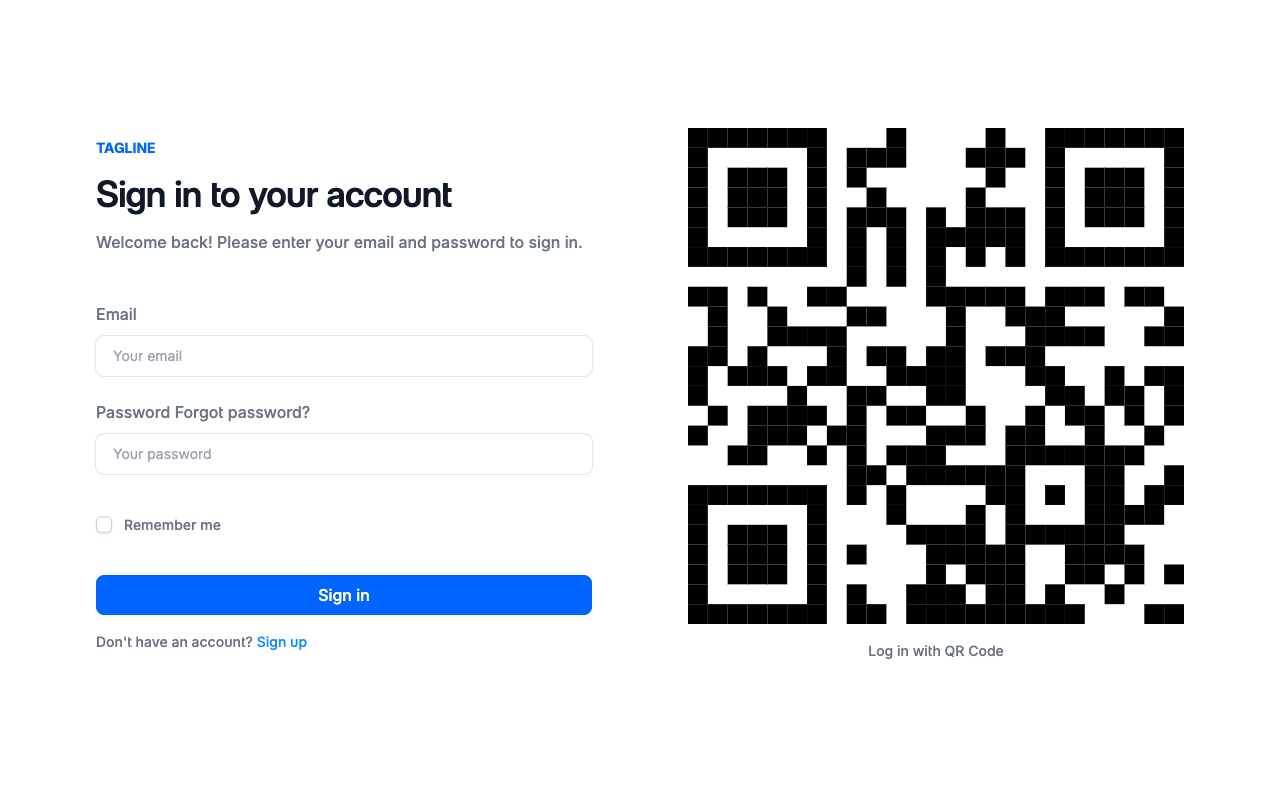 TAGLINE
Sign in to your account
Welcome back! Please enter your email and password to sign in.
Email
Your email
Password Forgot password?
Your password
Remember me
Sign in
Don't have an account? Sign up
Log in with QR Code